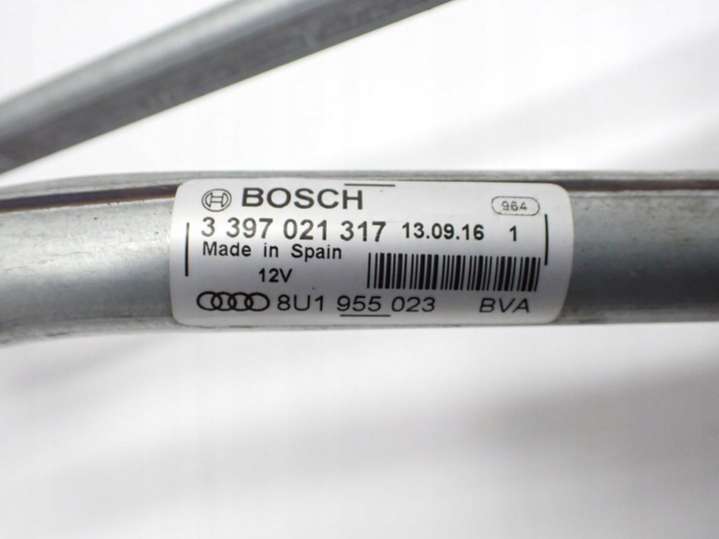 BOSCH 964
3 397 021 317 13.09.16 1
Made in Spain
12V
8U1 955 023 BVA